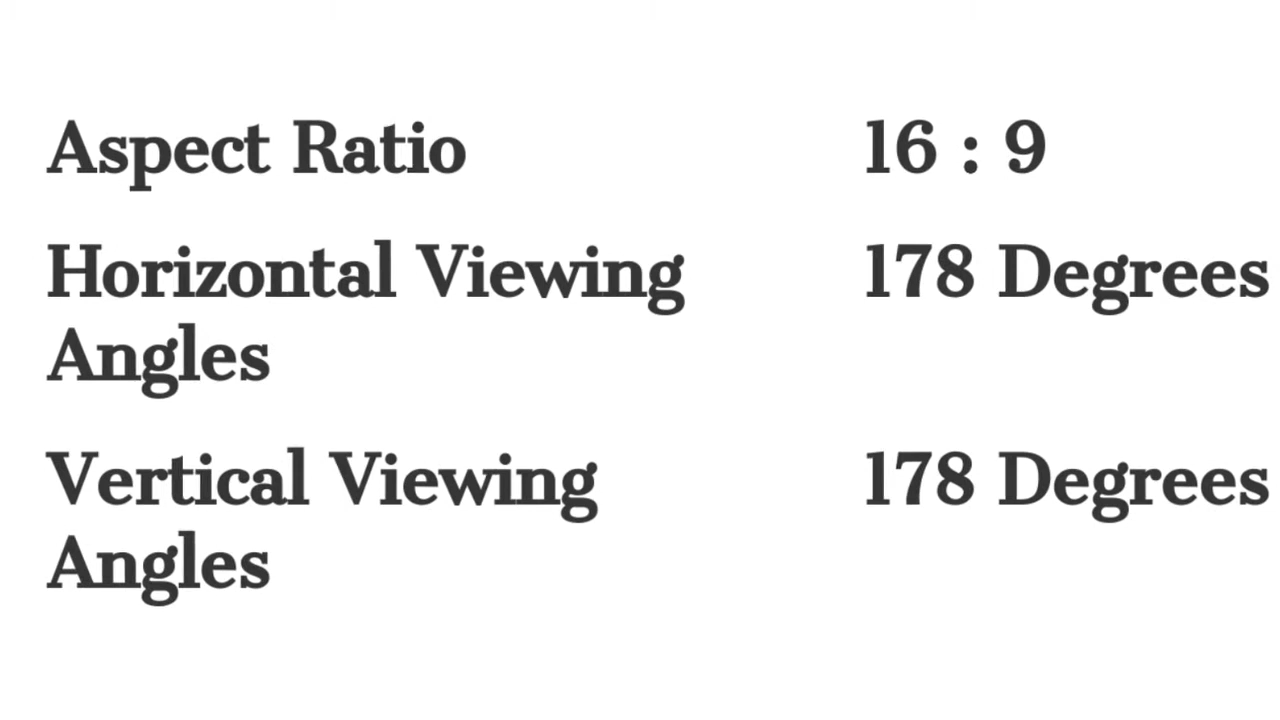 Aspect Ratio 16 : 9
Horizontal Viewing 178 Degrees
Angles
Vertical Viewing 178 Degrees
Angles